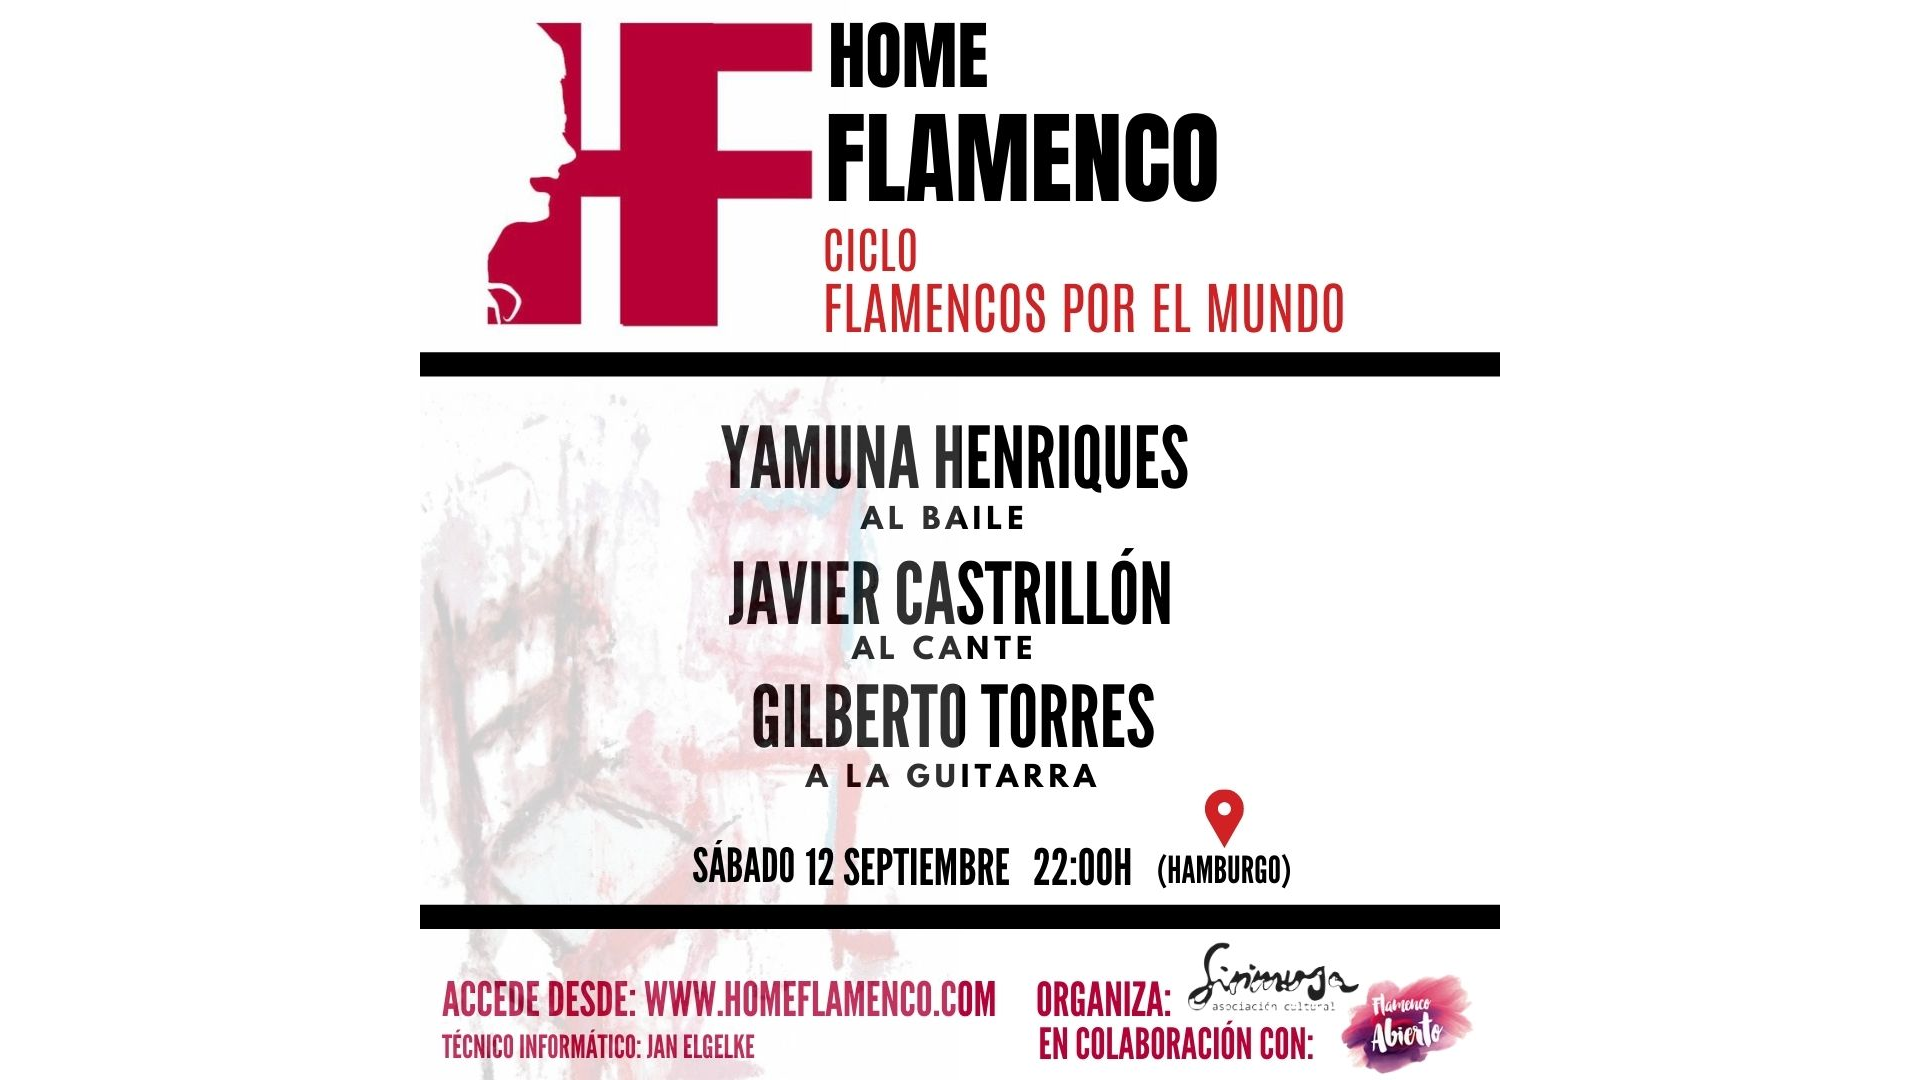 HF
HOME
FLAMENCO
CICLO
FLAMENCOS POR EL MUNDO
YAMUNA HENRIQUES
AL BAILE
JAVIER CASTRILLÓN
AL CANTE
GILBERTO TORRES
A LA GUITARRA
SÁBADO 12 SEPTIEMBRE 22:00H (HAMBURGO)
ACCEDE DESDE: WWW.HOMEFLAMENCO.COM
TÉCNICO INFORMÁTICO: JAN ELGELKE
ORGANIZA:
asociación cultural
EN COLABORACIÓN CON:
Flamenco
Abierto